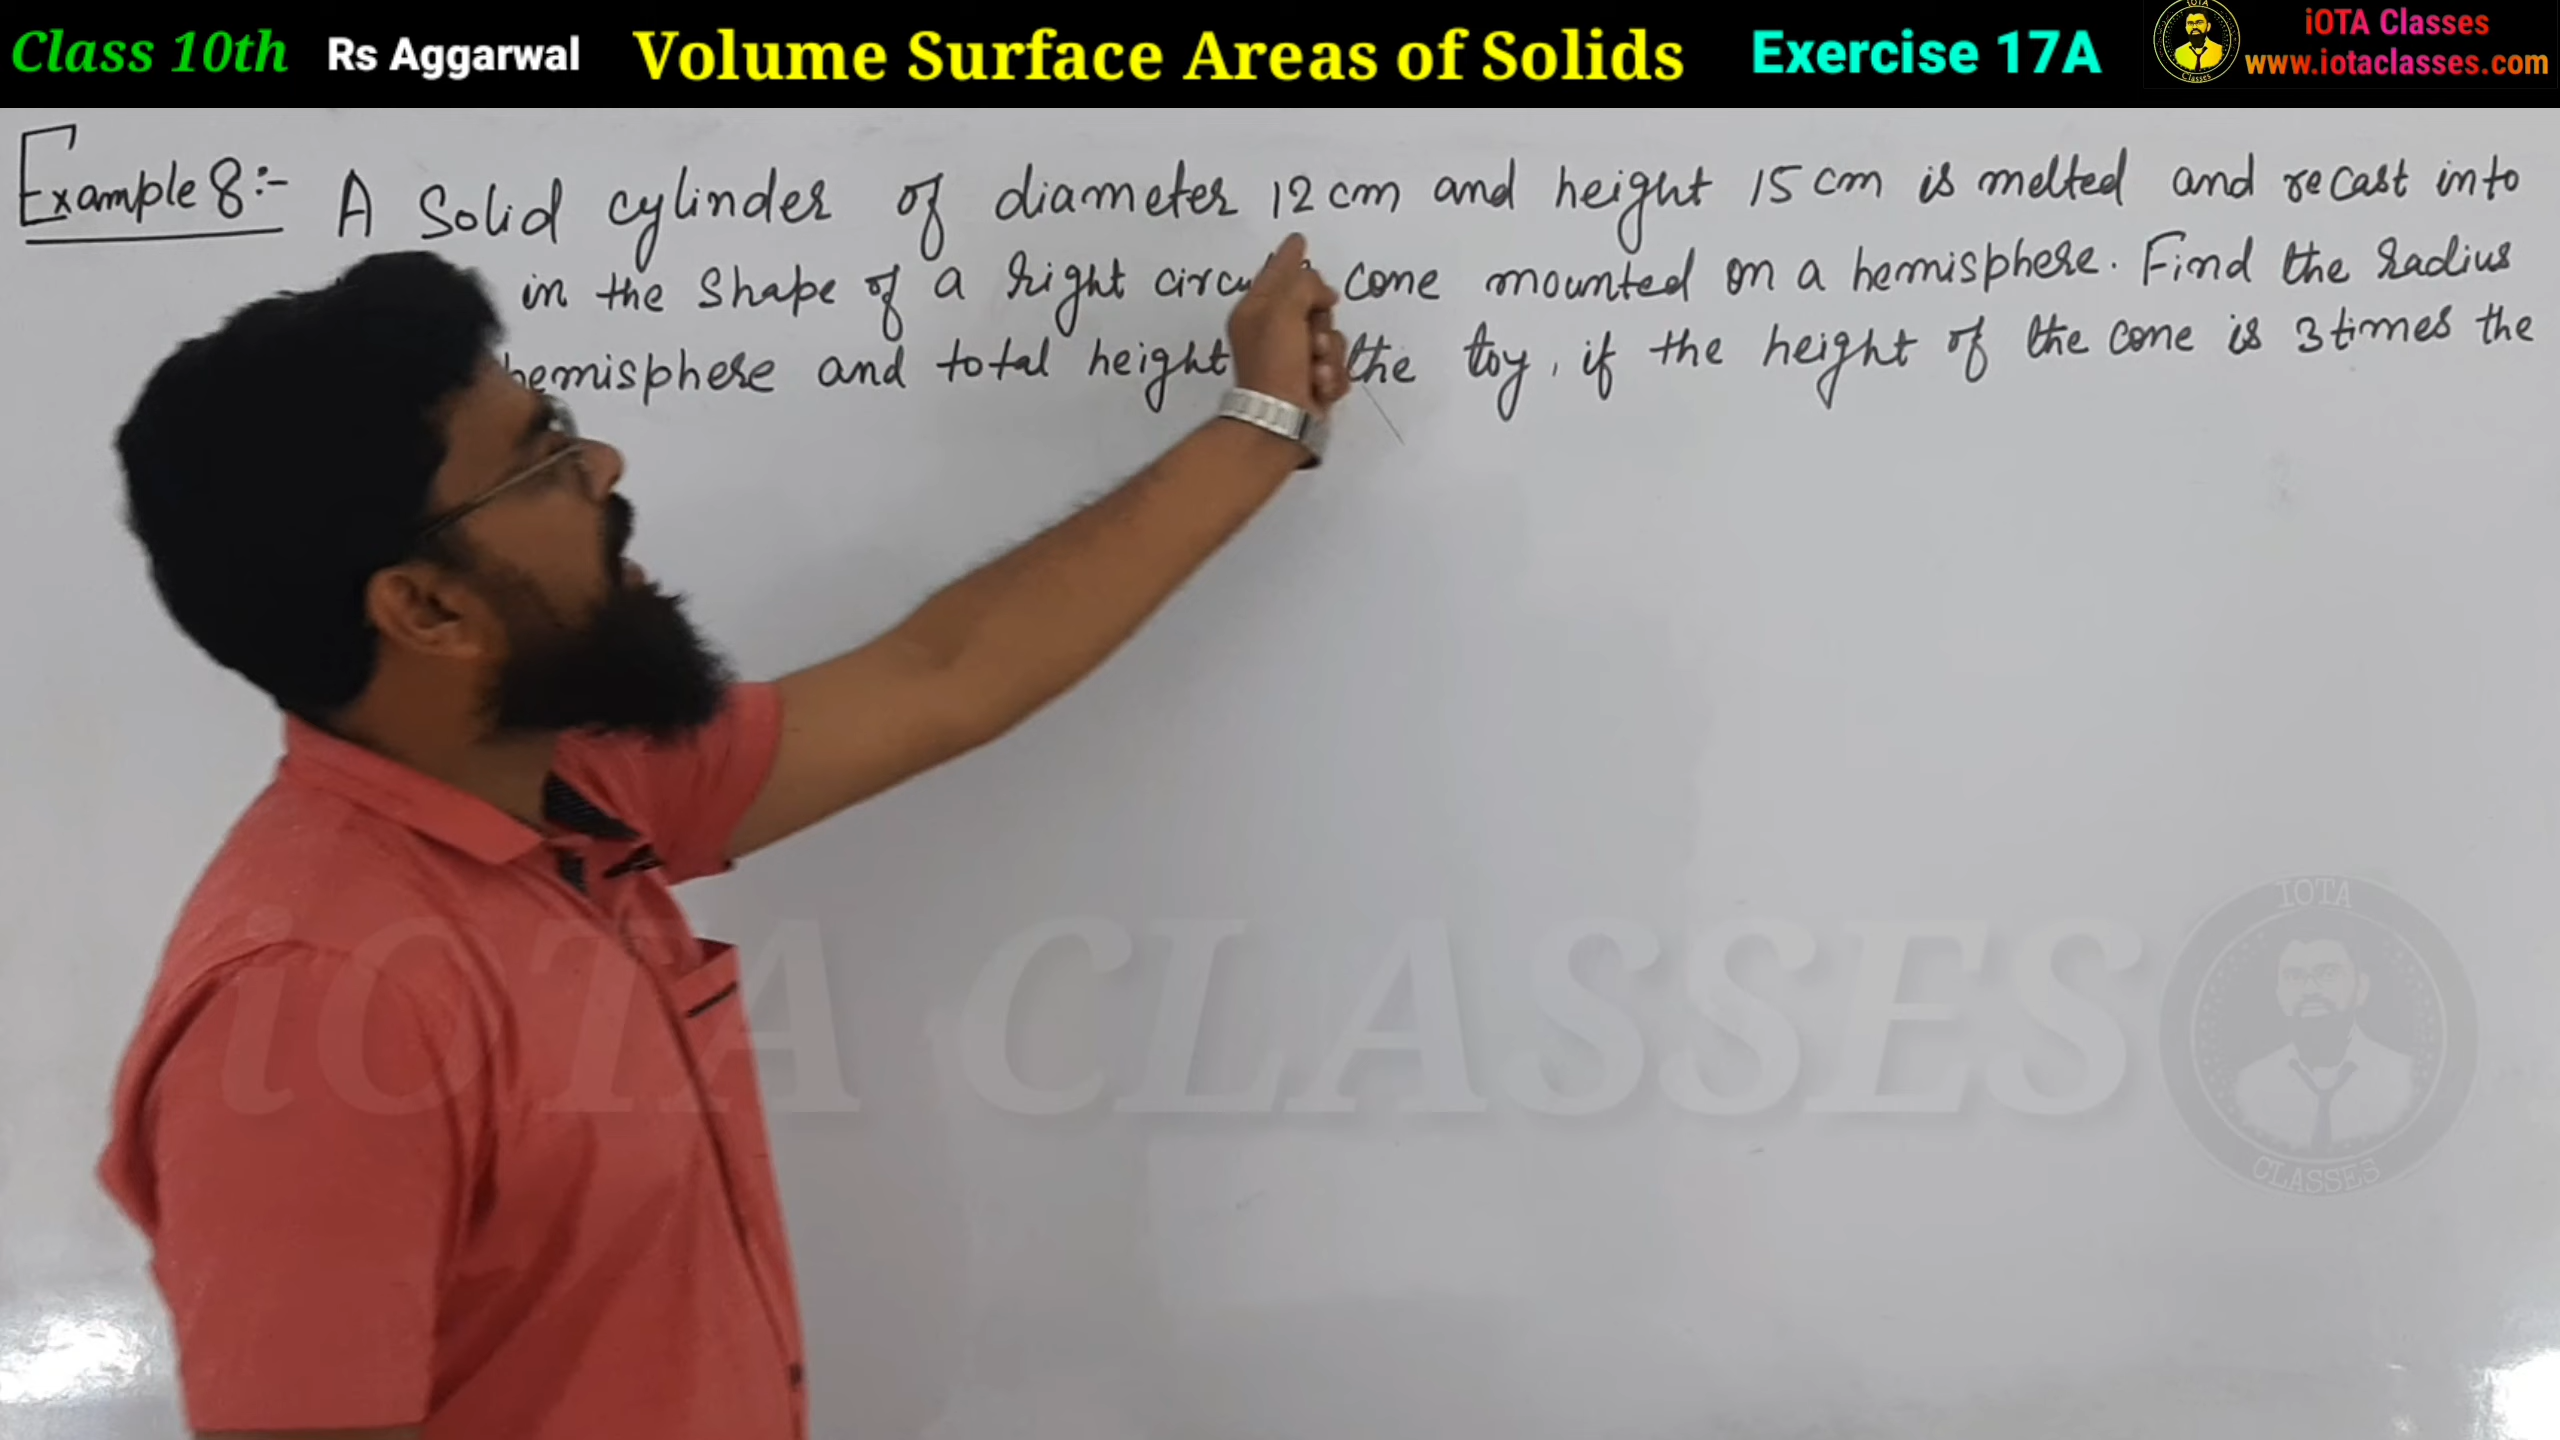 Class 10th Rs Aggarwal Volume Surface Areas of Solids Exercise 17A iOTA Classes
www.iotaclasses.com
IOTA
Classes
Example 8:- A Solid cylinder of diameter 12 cm and height 15 cm is melted and recast into
in the Shape of a right cone mounted on a hemisphere. Find the radius
hemisphere and total height the toy, if the height of the cone is 3 times the
iOTA CLASSES
IOTA
CLASSES